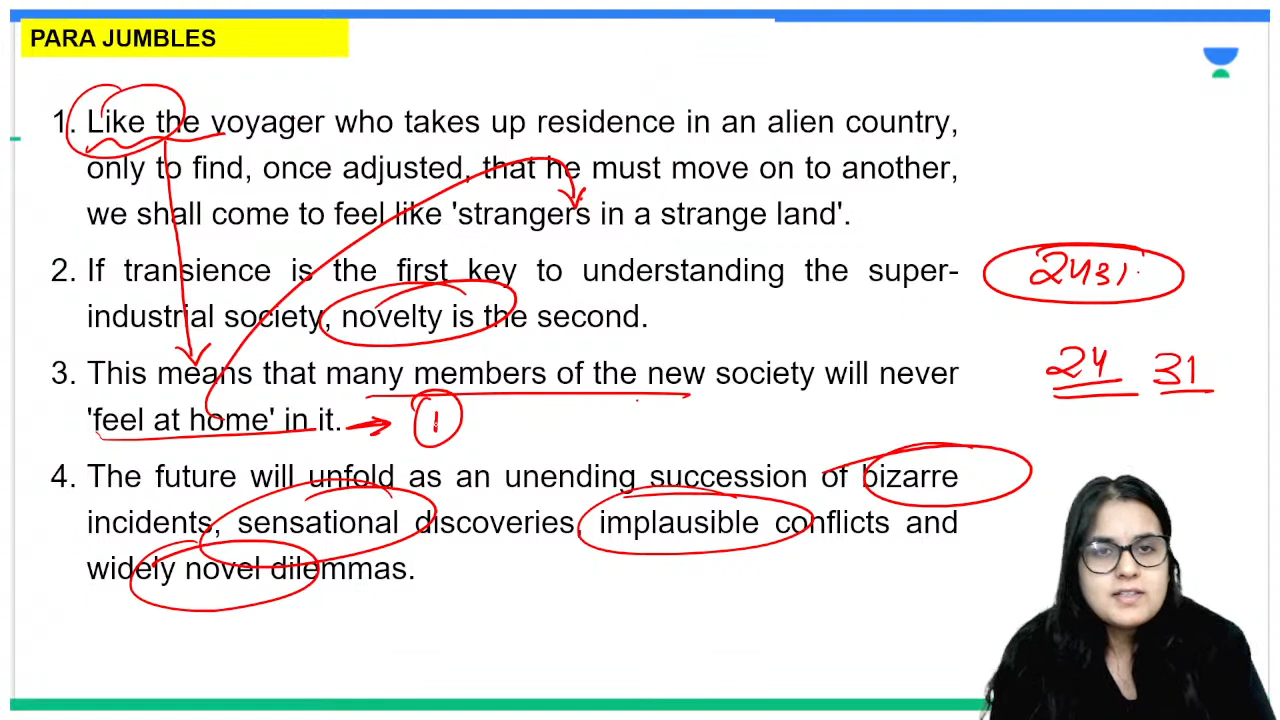 PARA JUMBLES
1. Like the voyager who takes up residence in an alien country,
only to find, once adjusted, that he must move on to another,
we shall come to feel like 'strangers in a strange land'.
2. If transience is the first key to understanding the super-
industrial society, novelty is the second.
2431
3. This means that many members of the new society will never
24 31
'feel at home' in it. → 1
4. The future will unfold as an unending succession of bizarre
incidents, sensational discoveries, implausible conflicts and
widely novel dilemmas.